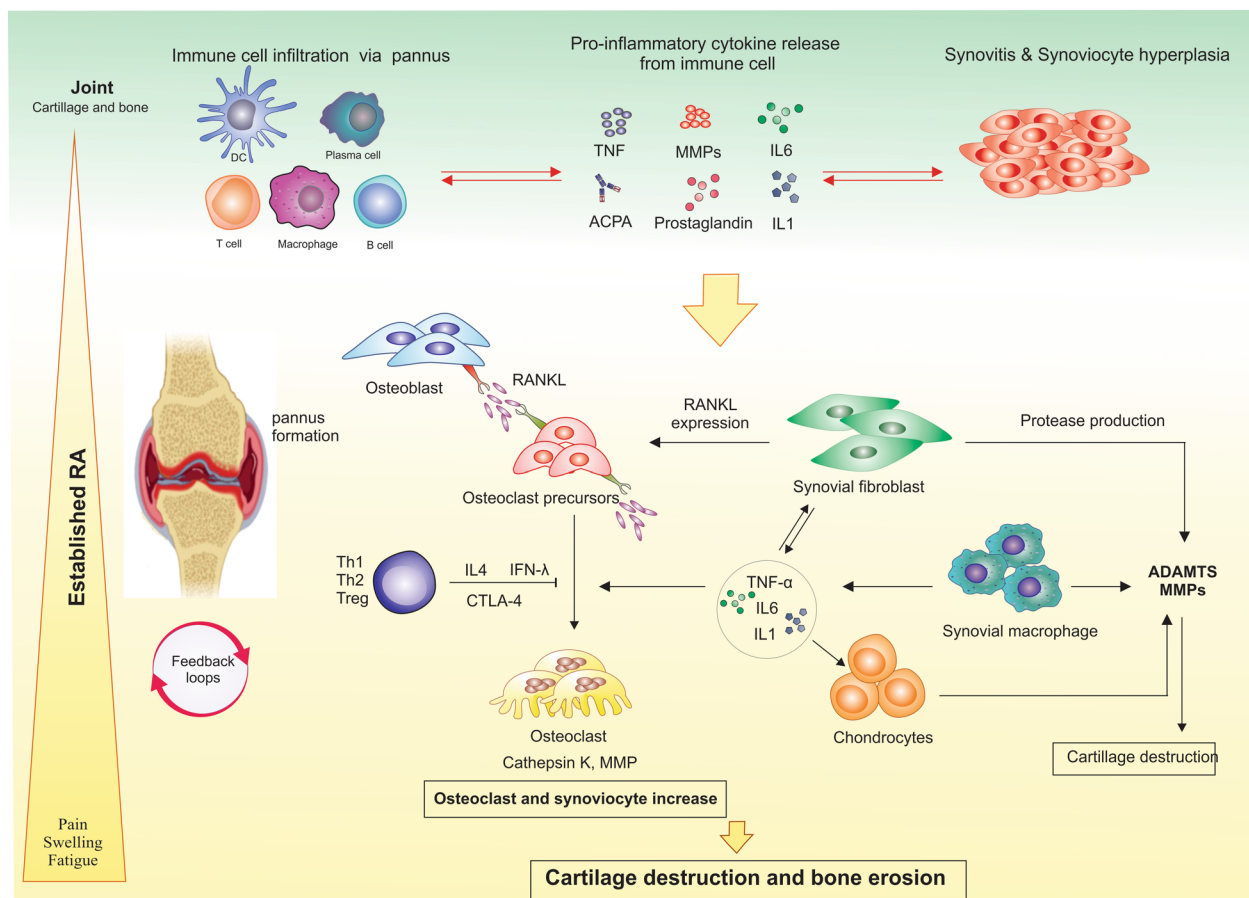 Joint
Cartillage and bone
Immune cell infiltration via pannus
DC
Plasma cell
T cell
Macrophage
B cell
Pro-inflammatory cytokine release
from immune cell
TNF
MMPs
IL6
ACPA
Prostaglandin
IL1
Synovitis & Synoviocyte hyperplasia
Established RA
Pain
Swelling
Fatigue
pannus
formation
Feedback
loops
Osteoblast
RANKL
Osteoclast precursors
RANKL
expression
Synovial fibroblast
Protease production
Th1
Th2
Treg
IL4 IFN-λ
CTLA-4
TNF-α
IL6
IL1
Synovial macrophage
ADAMTS
MMPs
Chondrocytes
Cartillage destruction
Osteoclast
Cathepsin K, MMP
Osteoclast and synoviocyte increase
Cartilage destruction and bone erosion